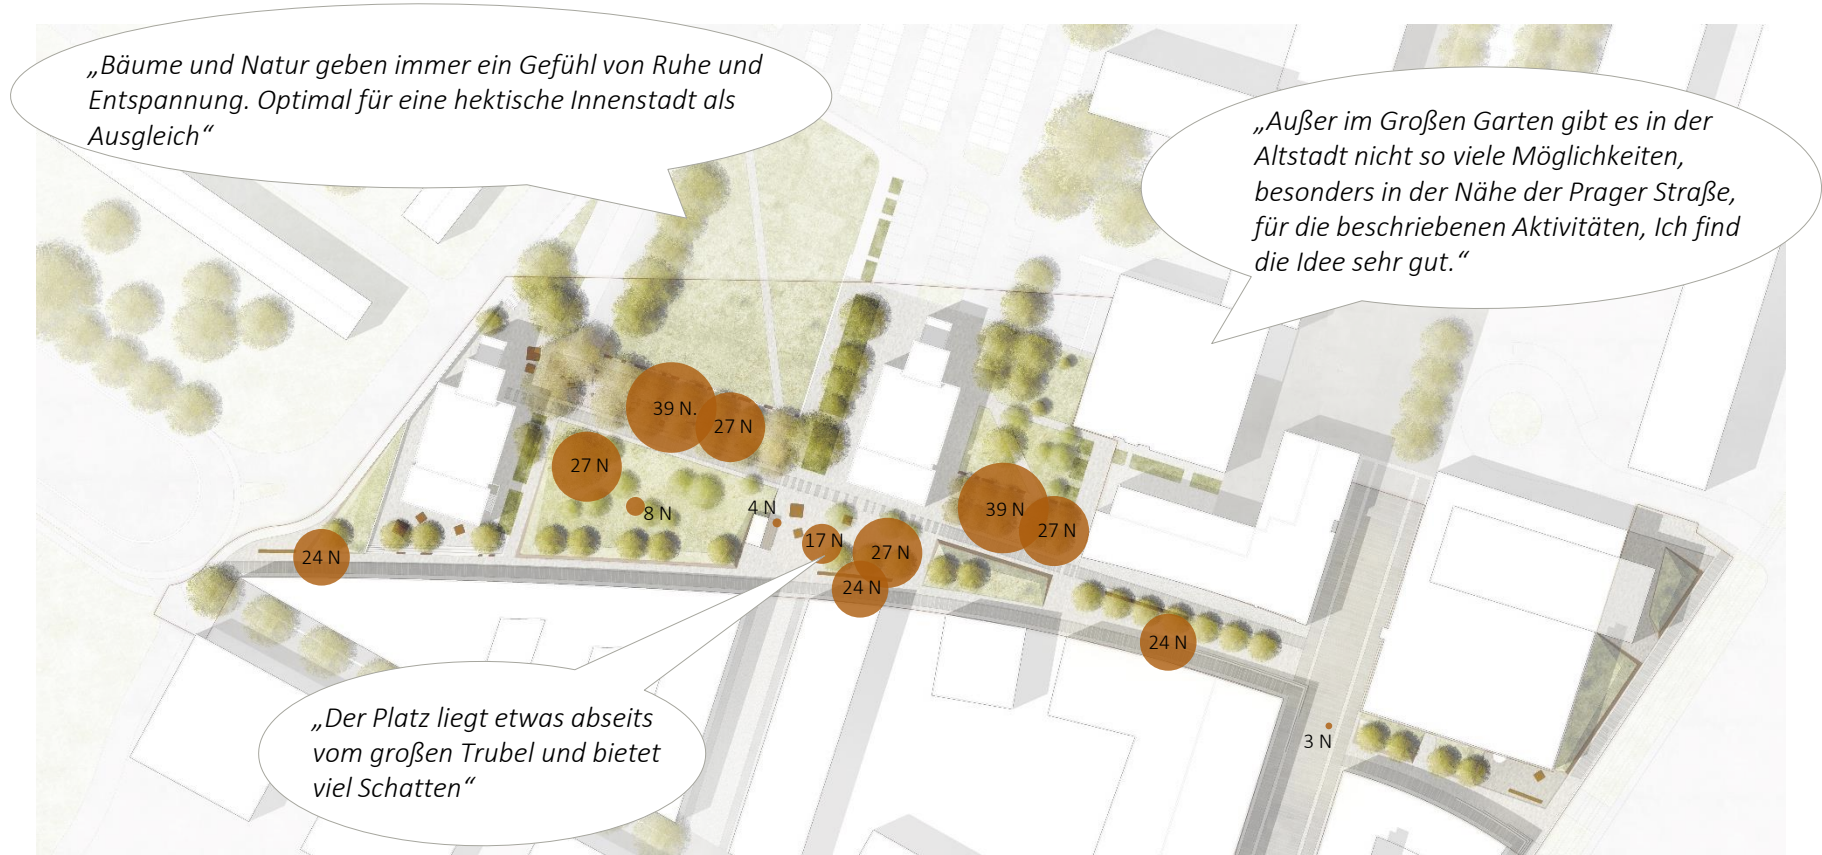 „Bäume und Natur geben immer ein Gefühl von Ruhe und
Entspannung. Optimal für eine hektische Innenstadt als
Ausgleich“
„Außer im Großen Garten gibt es in der
Altstadt nicht so viele Möglichkeiten,
besonders in der Nähe der Prager Straße,
für die beschriebenen Aktivitäten, Ich find
die Idee sehr gut.“
39 N.
27 N
27 N
8 N
4 N
39 N
27 N
17 N
27 N
24 N
24 N
24 N
3 N
„Der Platz liegt etwas abseits
vom großen Trubel und bietet
viel Schatten“